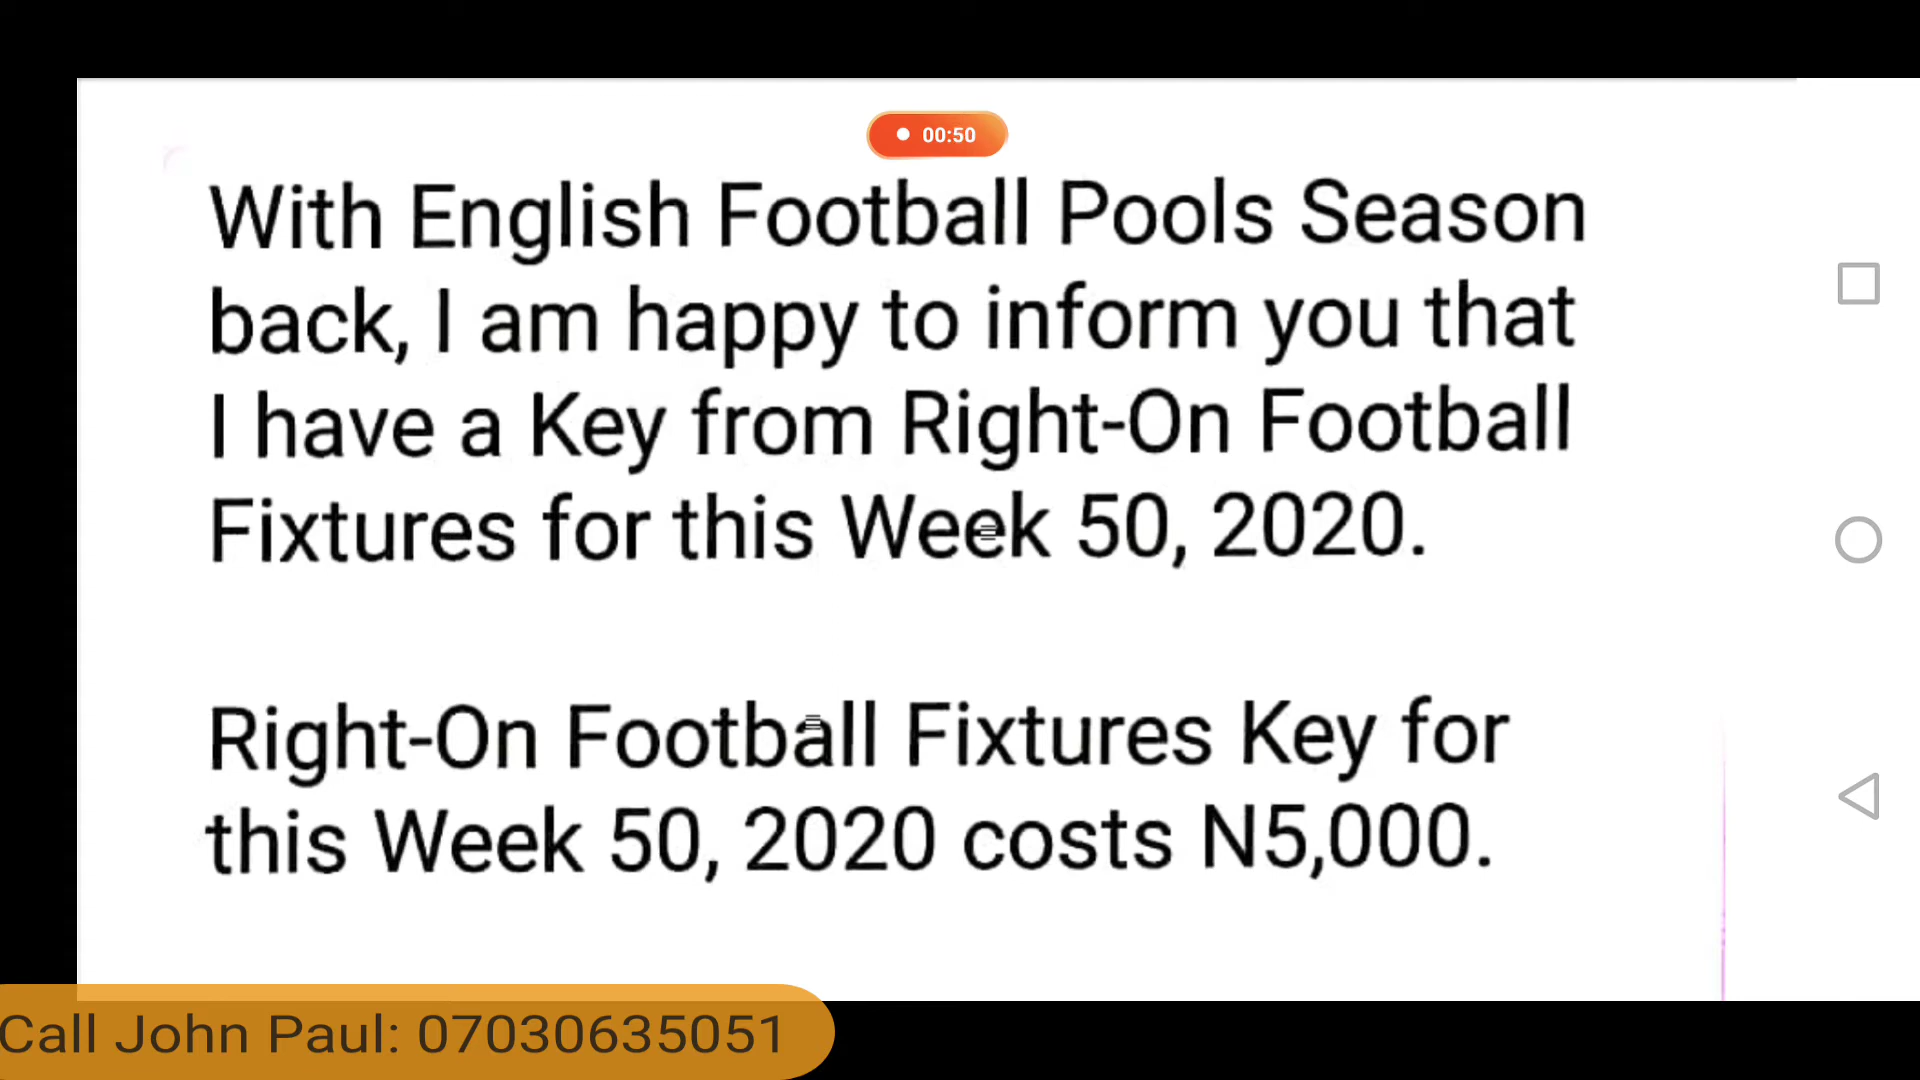 00:50
With English Football Pools Season
back, I am happy to inform you that
I have a Key from Right-On Football
Fixtures for this Week 50, 2020.
Right-On Football Fixtures Key for
this Week 50, 2020 costs N5,000.
Call John Paul: 07030635051